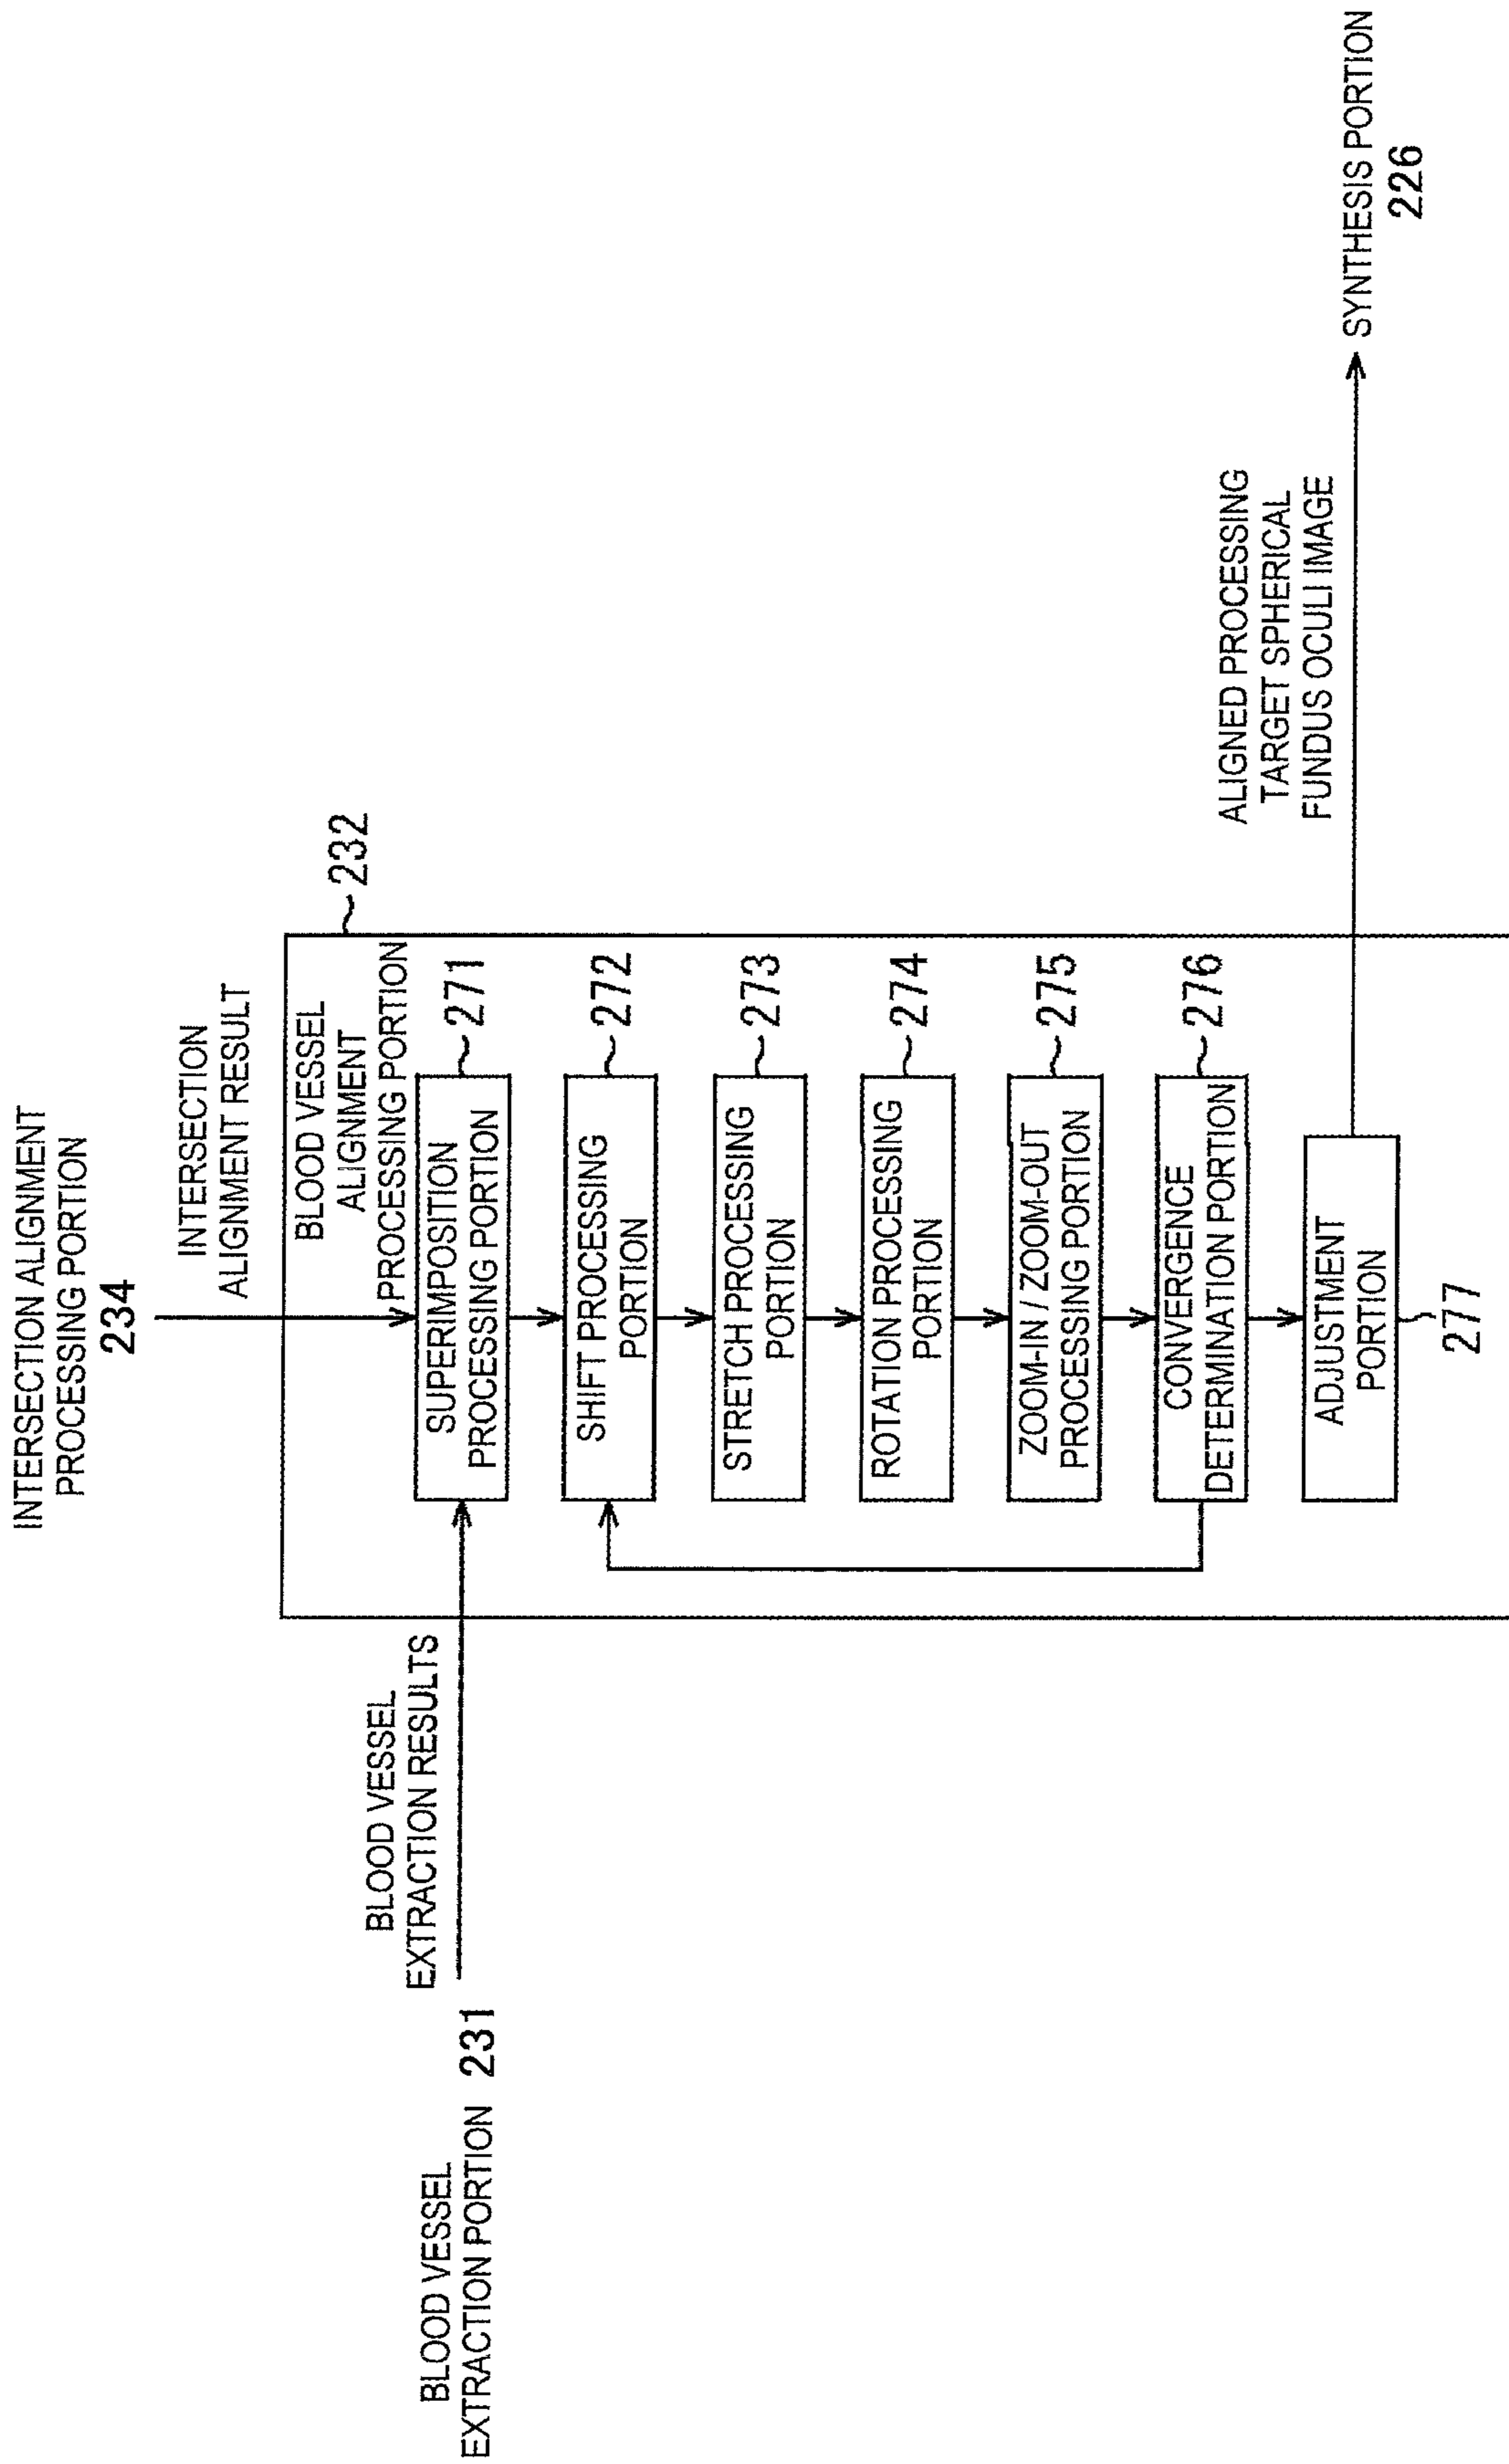 INTERSECTION ALIGNMENT
PROCESSING PORTION
234
INTERSECTION
ALIGNMENT RESULT
BLOOD VESSEL
ALIGNMENT
PROCESSING PORTION
232
BLOOD VESSEL
EXTRACTION PORTION 231
BLOOD VESSEL
EXTRACTION RESULTS
SUPERIMPOSITION
PROCESSING PORTION
271
SHIFT PROCESSING
PORTION
272
STRETCH PROCESSING
PORTION
273
ROTATION PROCESSING
PORTION
274
ZOOM-IN / ZOOM-OUT
PROCESSING PORTION
275
CONVERGENCE
DETERMINATION PORTION
276
ADJUSTMENT
PORTION
277
ALIGNED PROCESSING
TARGET SPHERICAL
FUNDUS OCULI IMAGE
SYNTHESIS PORTION
226